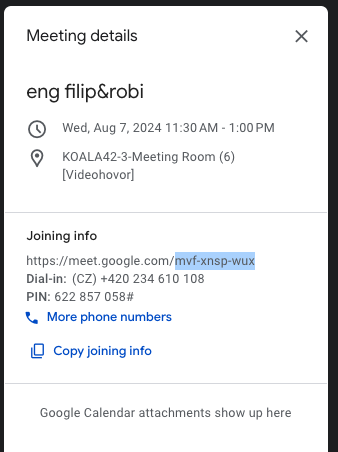 Meeting details
eng filip&robi
Wed, Aug 7, 2024 11:30 AM - 1:00 PM
KOALA42-3-Meeting Room (6)
[Videohovor]
Joining info
https://meet.google.com/mvf-xnsp-wux
Dial-in: (CZ) +420 234 610 108
PIN: 622 857 058#
More phone numbers
Copy joining info
Google Calendar attachments show up here